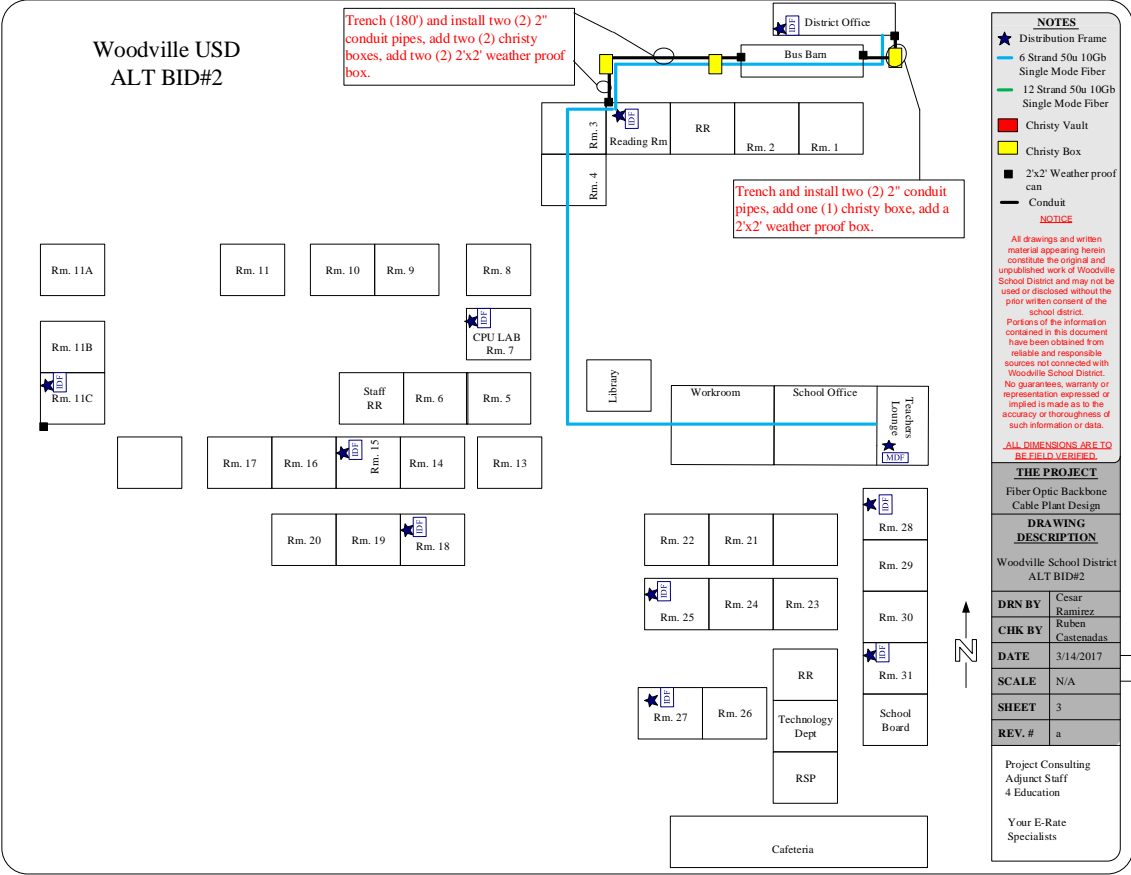 Woodville USD
ALT BID#2
Trench (180') and install two (2) 2"
conduit pipes, add two (2) christy
boxes, add two (2) 2'x2' weather proof
box.
IDF
District Office
Bus Barn
Rm. 3
IDF
Reading Rm
RR
Rm. 2
Rm. 1
Rm. 4
Trench and install two (2) 2" conduit
pipes, add one (1) christy boxe, add a
2'x2' weather proof box.
Rm. 11A
Rm. 11
Rm. 10
Rm. 9
Rm. 8
Rm. 11B
IDF
CPU LAB
Rm. 7
IDF
Rm. 11C
Staff
RR
Rm. 6
Rm. 5
Library
Workroom
School Office
Teachers
Lounge
MDF
Rm. 17
Rm. 16
IDF
Rm. 15
Rm. 14
Rm. 13
Rm. 20
Rm. 19
IDF
Rm. 18
IDF
Rm. 28
Rm. 22
Rm. 21
Rm. 29
IDF
Rm. 25
Rm. 24
Rm. 23
Rm. 30
IDF
Rm. 31
RR
IDF
Rm. 27
Rm. 26
Technology
Dept
School
Board
RSP
Cafeteria
N
NOTES
Distribution Frame
6 Strand 50u 10Gb
Single Mode Fiber
12 Strand 50u 10Gb
Single Mode Fiber
Christy Vault
Christy Box
2'x2' Weather proof
can
Conduit
NOTICE
All drawings and written
material appearing herein
constitute the original and
unpublished work of Woodville
School District and may not be
used or disclosed without the
prior written consent of the
school district.
Portions of the information
contained in this document
have been obtained from
reliable and responsible
sources not connected with
Woodville School District.
No guarantees, warranty or
representation expressed or
implied is made as to the
accuracy or thoroughness of
such information or data.
ALL DIMENSIONS ARE TO
BE FIELD VERIFIED.
THE PROJECT
Fiber Optic Backbone
Cable Plant Design
DRAWING
DESCRIPTION
Woodville School District
ALT BID#2
DRN BY Cesar
Ramirez
CHK BY Ruben
Castenadas
DATE 3/14/2017
SCALE N/A
SHEET 3
REV. # a
Project Consulting
Adjunct Staff
4 Education
Your E-Rate
Specialists